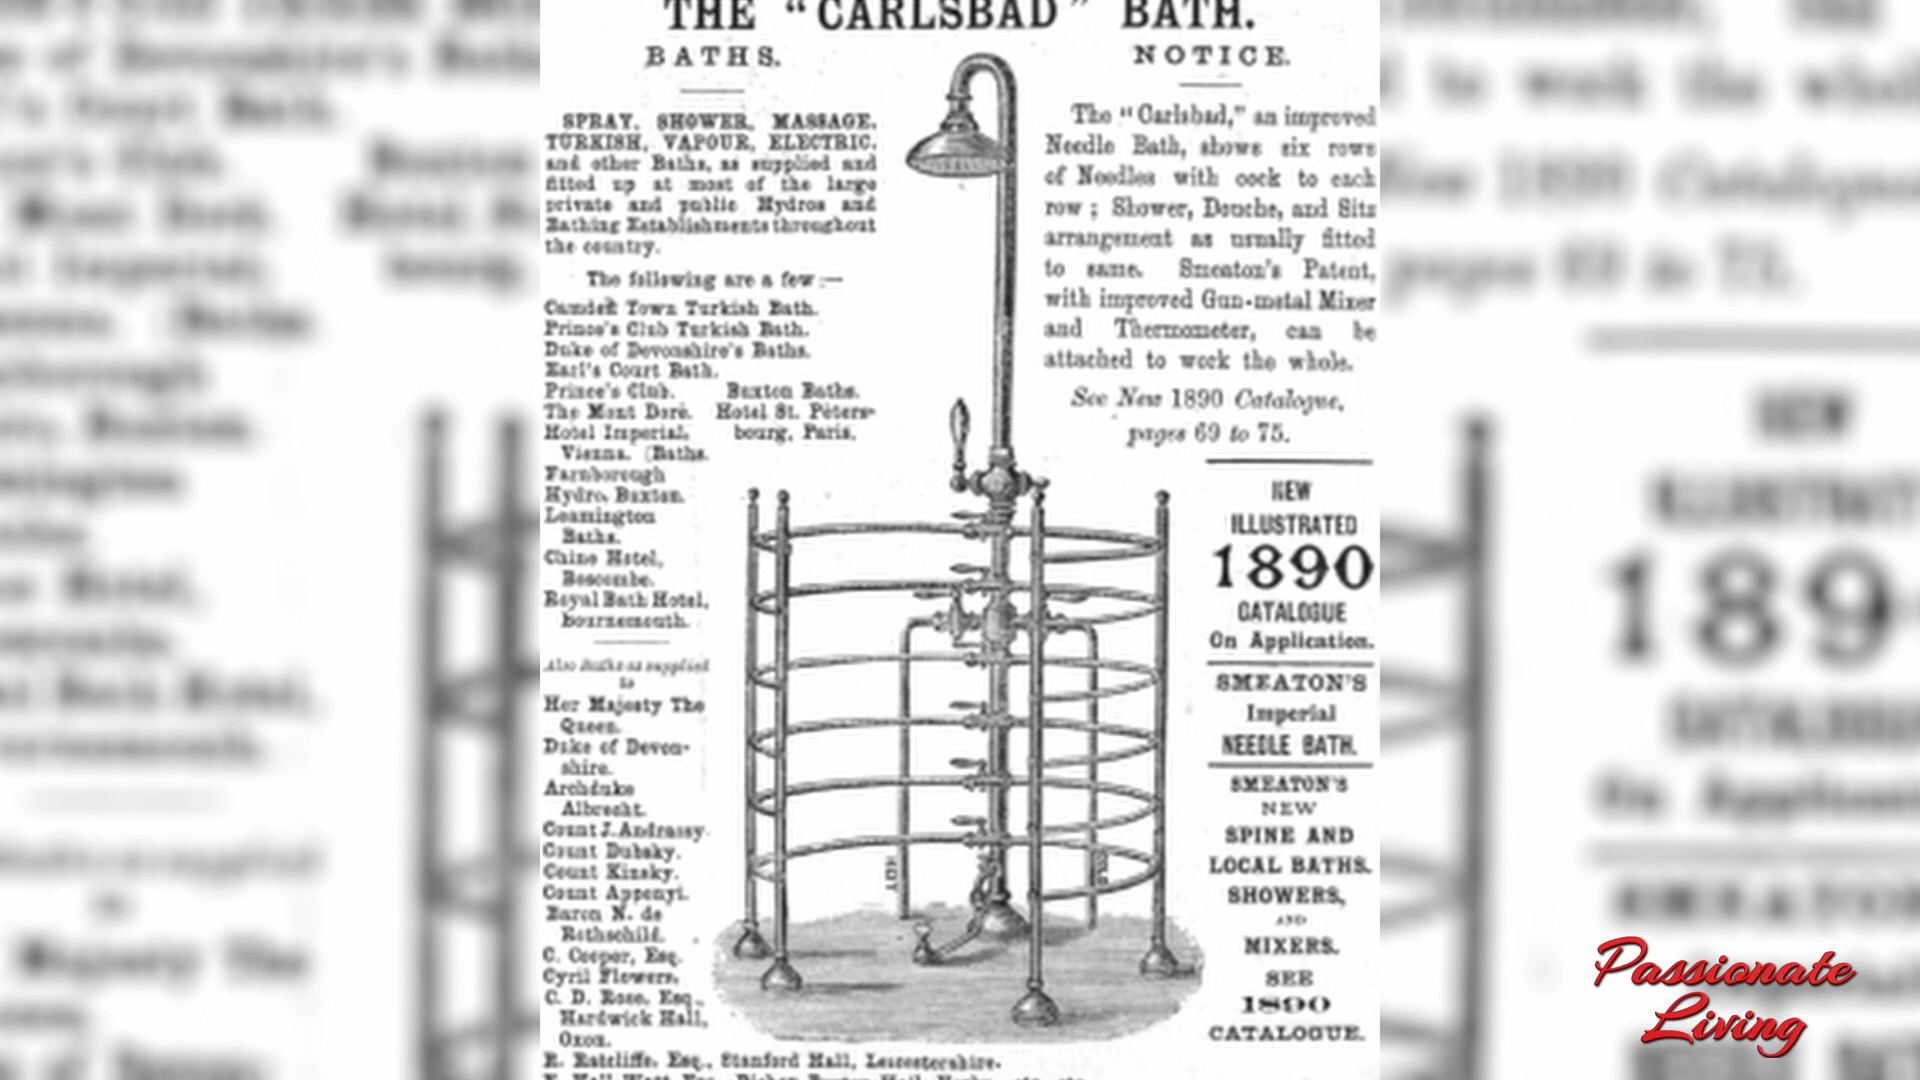 THE "CARLSBAD" BATH.
BATHS.
SPRAY, SHOWER, MASSAGE,
TURKISH, VAPOUR, ELECTRIC,
and other Baths, as supplied and
fitted up at most of the large
private and public Hydros and
Bathing Establishments throughout
the country.
The following are a few:—
Camden Town Turkish Bath.
Prince's Club Turkish Bath.
Duke of Devonshire's Baths.
Earl's Court Bath.
Prince's Club. Buxton Baths.
The Mont Doré. Hotel St. Peters-
Hotel Imperial, bourg, Paris.
Vienna. (Baths.
Farnborough
Hydro, Buxton.
Leamington
Baths.
Chine Hotel,
Boscombe.
Royal Bath Hotel,
bournemouth.
Also Baths as supplied
to
Her Majesty The
Queen.
Duke of Devon-
shire.
Archduke
Albrecht.
Count J. Andrassy.
Count Dubsky.
Count Kinsky.
Count Apponyi.
Baron N. de
Rothschild.
C. Cooper, Esq.
Cyril Flowers,
C. D. Rose, Esq.,
Hardwick Hall,
Oxon.
R. Ratcliffe, Esq., Stanford Hall, Leicestershire.
NOTICE.
The "Carlsbad," an improved
Needle Bath, shows six rows
of Needles with cock to each
row; Shower, Douche, and Sitz
arrangement as usually fitted
to same. Smeaton's Patent,
with improved Gun-metal Mixer
and Thermometer, can be
attached to work the whole.
See New 1890 Catalogue,
pages 69 to 75.
NEW
ILLUSTRATED
1890
CATALOGUE
On Application.
SMEATON'S
Imperial
NEEDLE BATH.
SMEATON'S
NEW
SPINE AND
LOCAL BATHS.
SHOWERS,
AND
MIXERS.
SEE
1890
CATALOGUE.
HOT
COLD
Passionate
Living